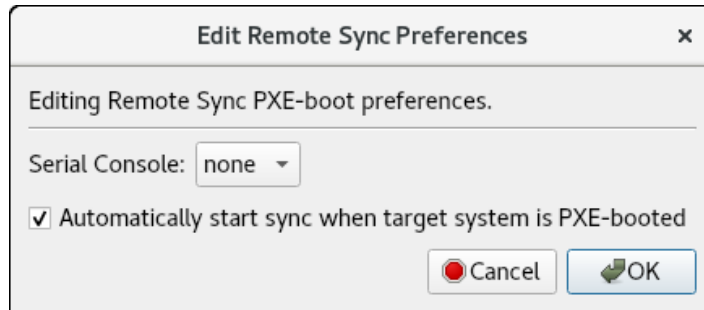 Edit Remote Sync Preferences
Editing Remote Sync PXE-boot preferences.
Serial Console: none
Automatically start sync when target system is PXE-booted
Cancel OK